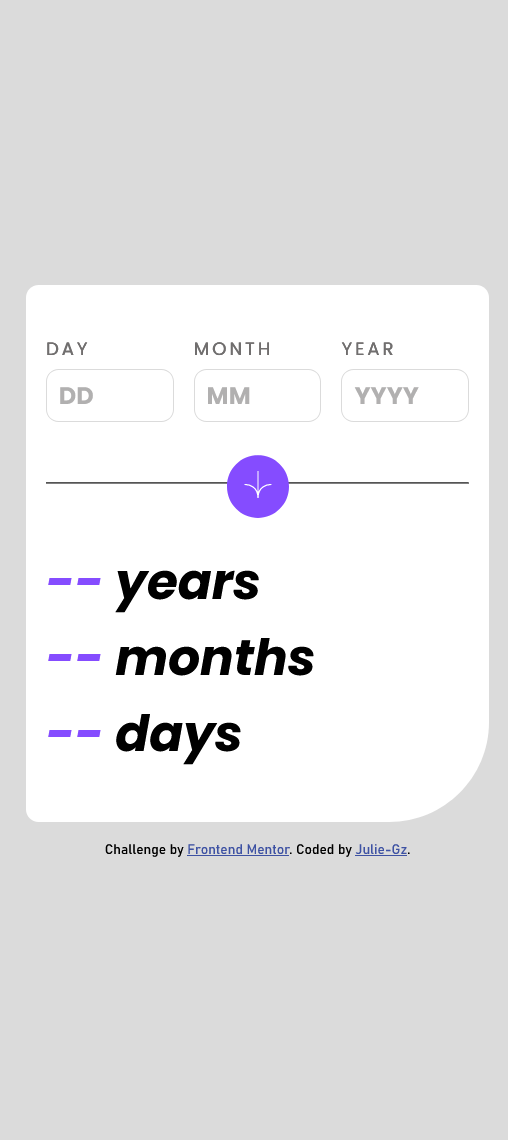 DAY MONTH YEAR
DD MM YYYY
-- years
-- months
-- days
Challenge by Frontend Mentor. Coded by Julie-Gz.